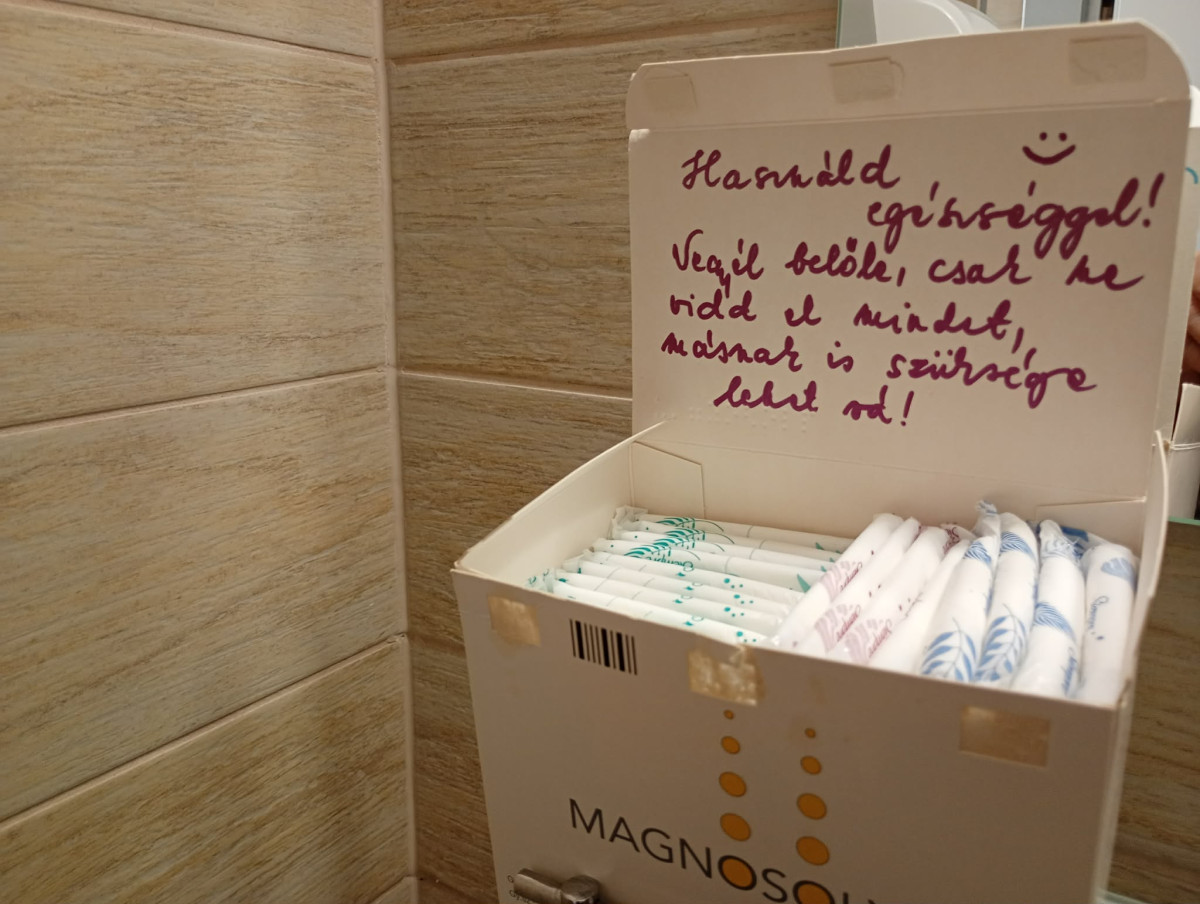 Használd
egészséggel!
Vegyél belőle, csak ne
vidd el mindet,
másnak is szüksége
lehet rá!
MAGNOSOL